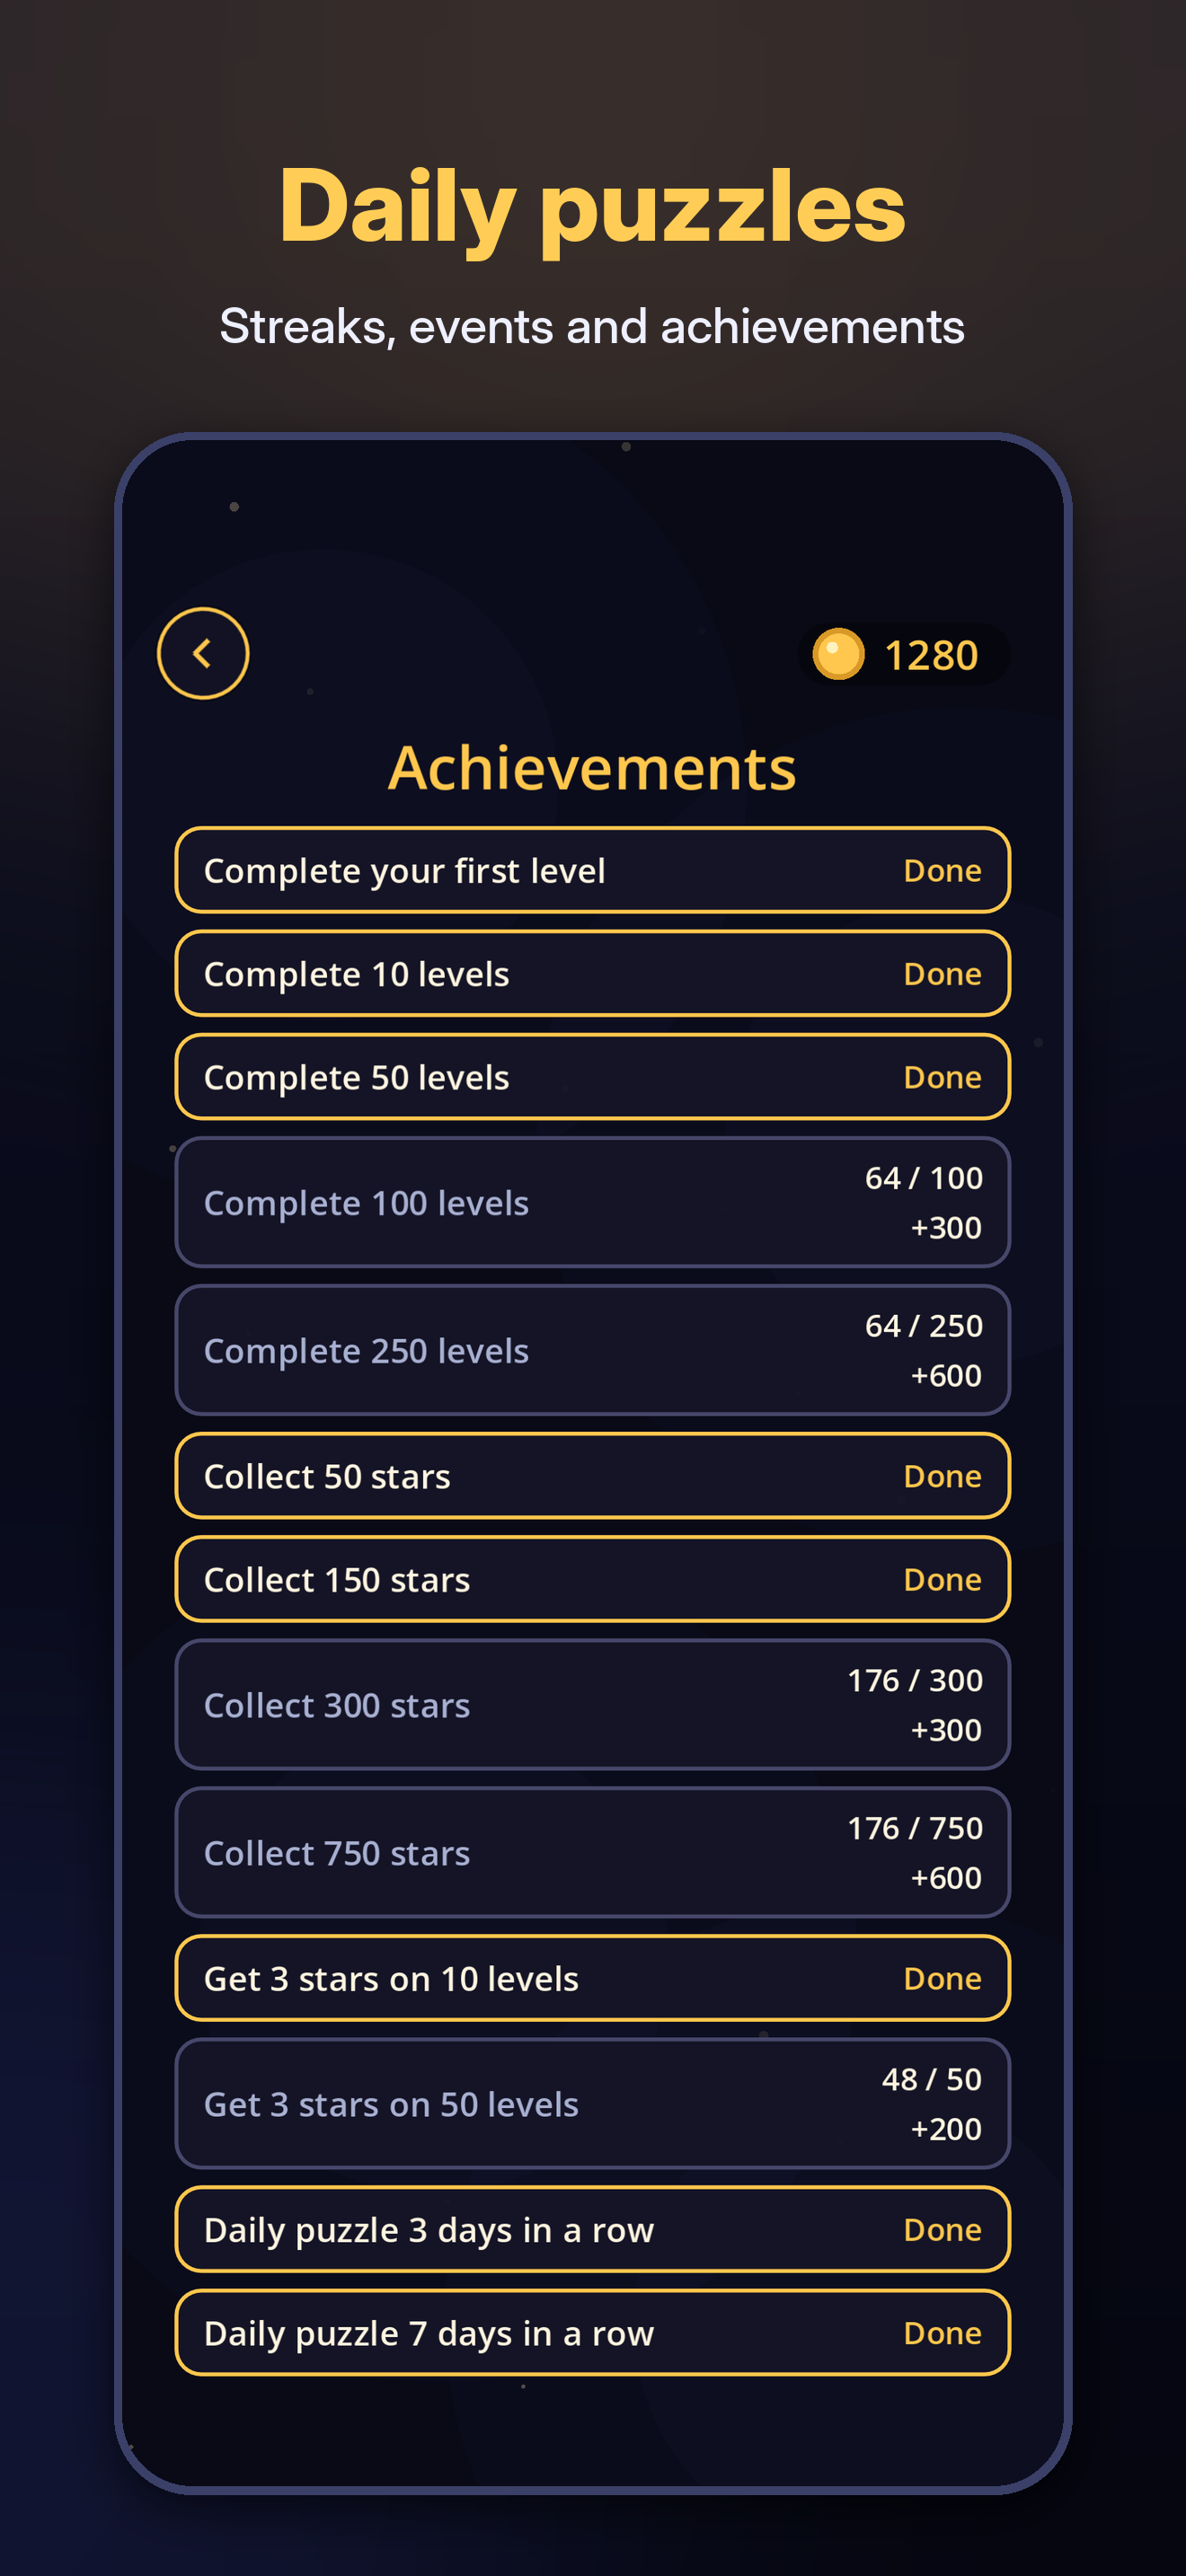 Daily puzzles
Streaks, events and achievements
1280
Achievements
Complete your first level Done
Complete 10 levels Done
Complete 50 levels Done
Complete 100 levels 64 / 100
+300
Complete 250 levels 64 / 250
+600
Collect 50 stars Done
Collect 150 stars Done
Collect 300 stars 176 / 300
+300
Collect 750 stars 176 / 750
+600
Get 3 stars on 10 levels Done
Get 3 stars on 50 levels 48 / 50
+200
Daily puzzle 3 days in a row Done
Daily puzzle 7 days in a row Done